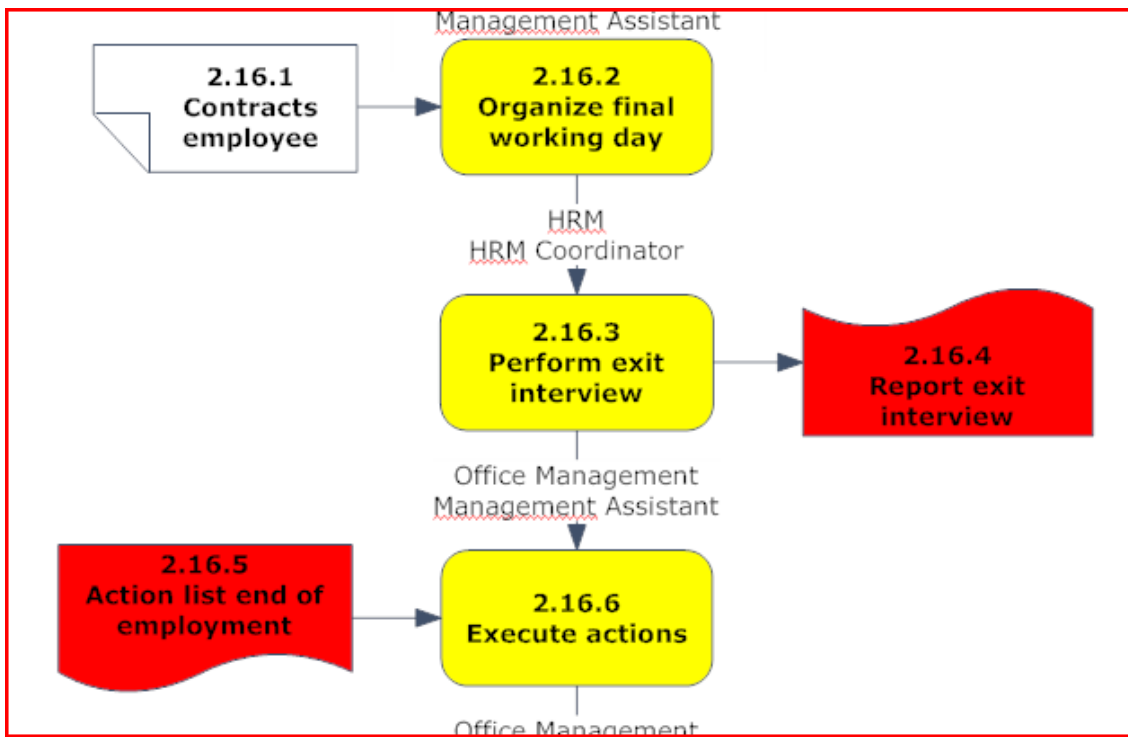 Management Assistant
2.16.1
Contracts
employee
2.16.2
Organize final
working day
HRM
HRM Coordinator
2.16.3
Perform exit
interview
2.16.4
Report exit
interview
Office Management
Management Assistant
2.16.5
Action list end of
employment
2.16.6
Execute actions
Office Management